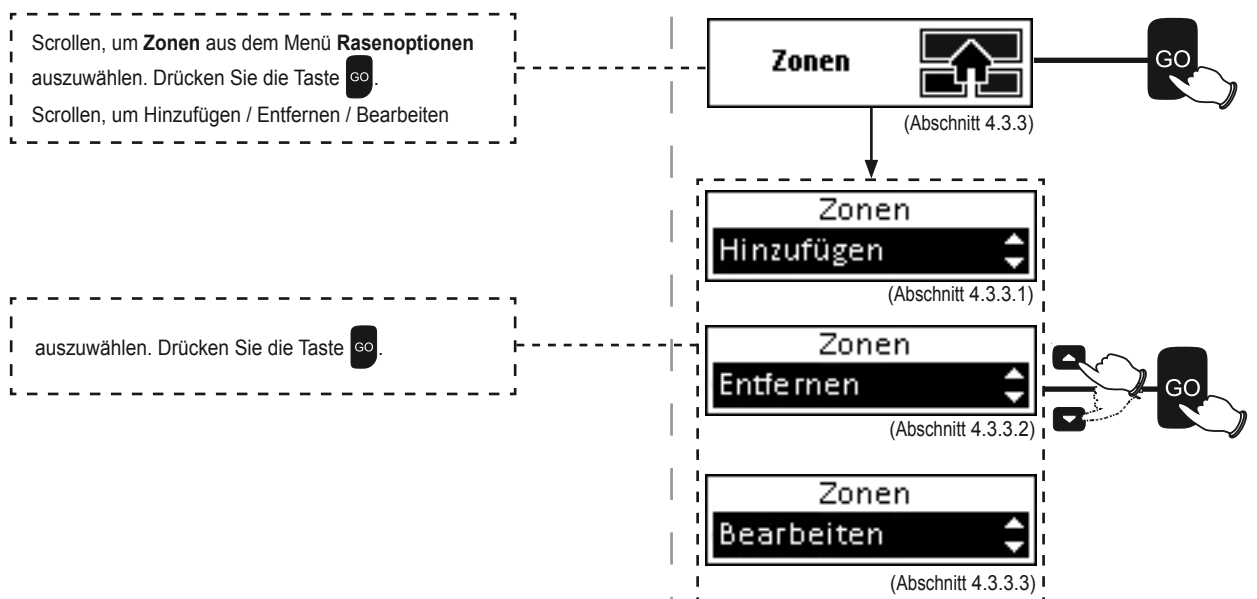 Scrollen, um Zonen aus dem Menü Rasenoptionen
auszuwählen. Drücken Sie die Taste GO.
Scrollen, um Hinzufügen / Entfernen / Bearbeiten
Zonen
GO
(Abschnitt 4.3.3)
Zonen
Hinzufügen
(Abschnitt 4.3.3.1)
auszuwählen. Drücken Sie die Taste GO.
Zonen
Entfernen
GO
(Abschnitt 4.3.3.2)
Zonen
Bearbeiten
(Abschnitt 4.3.3.3)